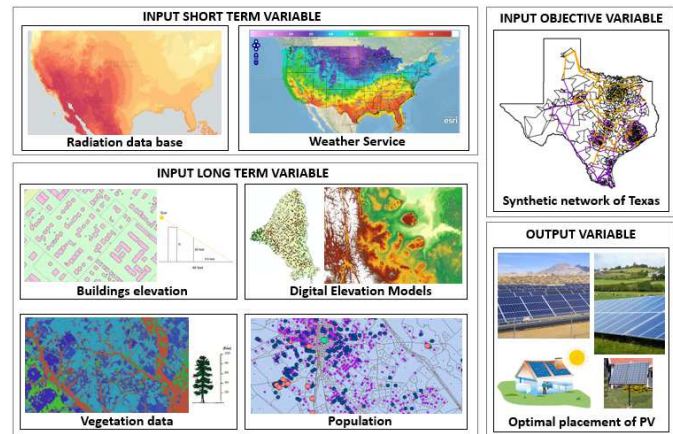 INPUT SHORT TERM VARIABLE
Radiation data base
Weather Service
esri
INPUT OBJECTIVE VARIABLE
Synthetic network of Texas
INPUT LONG TERM VARIABLE
Buildings elevation
Digital Elevation Models
Vegetation data
Population
OUTPUT VARIABLE
Optimal placement of PV